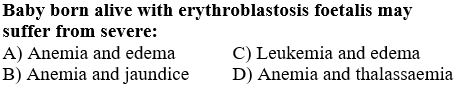 Baby born alive with erythroblastosis foetalis may
suffer from severe:
A) Anemia and edema C) Leukemia and edema
B) Anemia and jaundice D) Anemia and thalassaemia